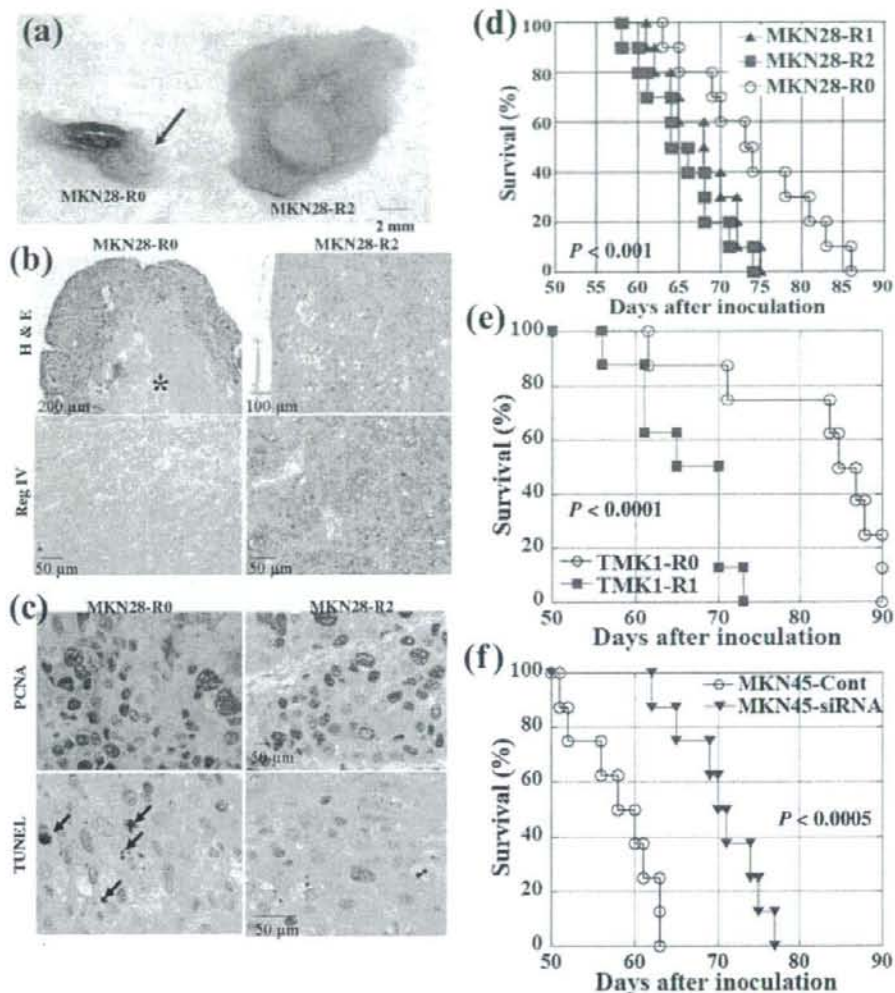 (a)
MKN28-R0
MKN28-R2
2 mm
(b)
MKN28-R0 MKN28-R2
H & E
200 µm
*
100 µm
Reg IV
50 µm
50 µm
(c)
MKN28-R0 MKN28-R2
PCNA
50 µm
TUNEL
50 µm
(d)
MKN28-R1
MKN28-R2
MKN28-R0
Survival (%)
100
80
60
40
20
0
P < 0.001
50 55 60 65 70 75 80 85 90
Days after inoculation
(e)
Survival (%)
100
80
60
40
20
0
P < 0.0001
TMK1-R0
TMK1-R1
50 60 70 80 90
Days after inoculation
(f)
MKN45-Cont
MKN45-siRNA
Survival (%)
100
80
60
40
20
0
P < 0.0005
50 55 60 65 70 75 80 85 90
Days after inoculation